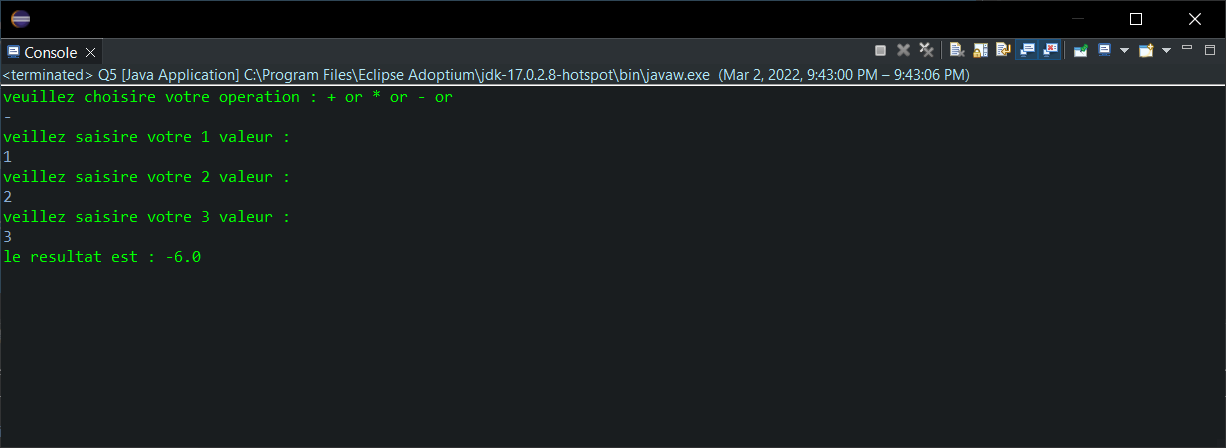 Console
<terminated> Q5 [Java Application] C:\Program Files\Eclipse Adoptium\jdk-17.0.2.8-hotspot\bin\javaw.exe (Mar 2, 2022, 9:43:00 PM – 9:43:06 PM)
veuillez choisire votre operation : + or * or - or
-
veillez saisire votre 1 valeur :
1
veillez saisire votre 2 valeur :
2
veillez saisire votre 3 valeur :
3
le resultat est : -6.0